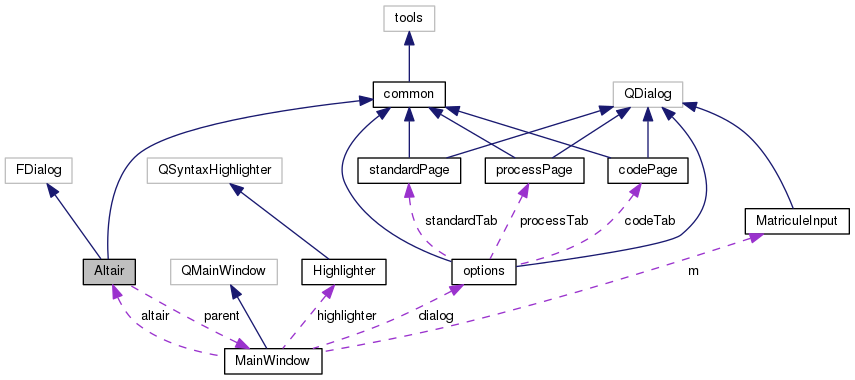 tools
common
QDialog
FDialog
QSyntaxHighlighter
standardPage
processPage
codePage
standardTab
processTab
codeTab
MatriculeInput
Altair
QMainWindow
Highlighter
options
m
altair
parent
highlighter
dialog
MainWindow